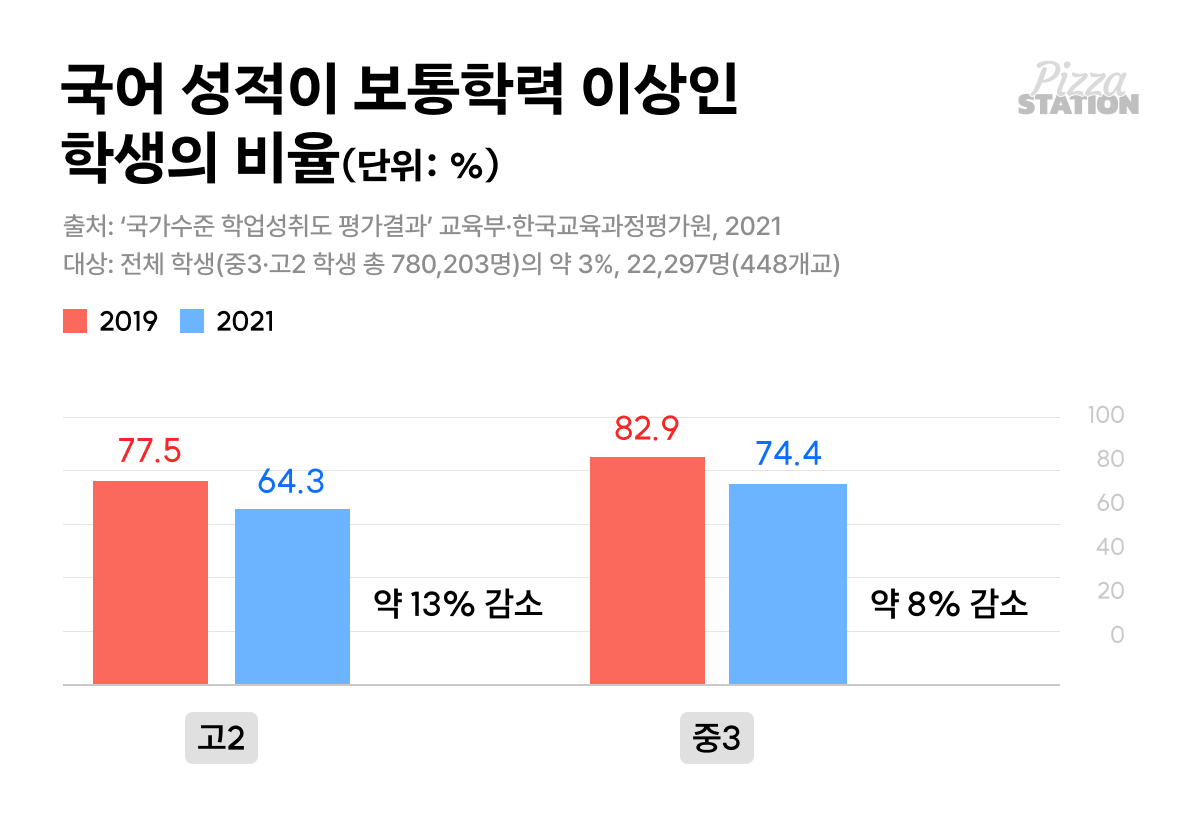 국어 성적이 보통학력 이상인
학생의 비율(단위: %)
Pizza
STATION
출처: ‘국가수준 학업성취도 평가결과’ 교육부·한국교육과정평가원, 2021
대상: 전체 학생(중3·고2 학생 총 780,203명)의 약 3%, 22,297명(448개교)
2019 2021
77.5
64.3
약 13% 감소
82.9
74.4
약 8% 감소
100
80
60
40
20
0
고2
중3